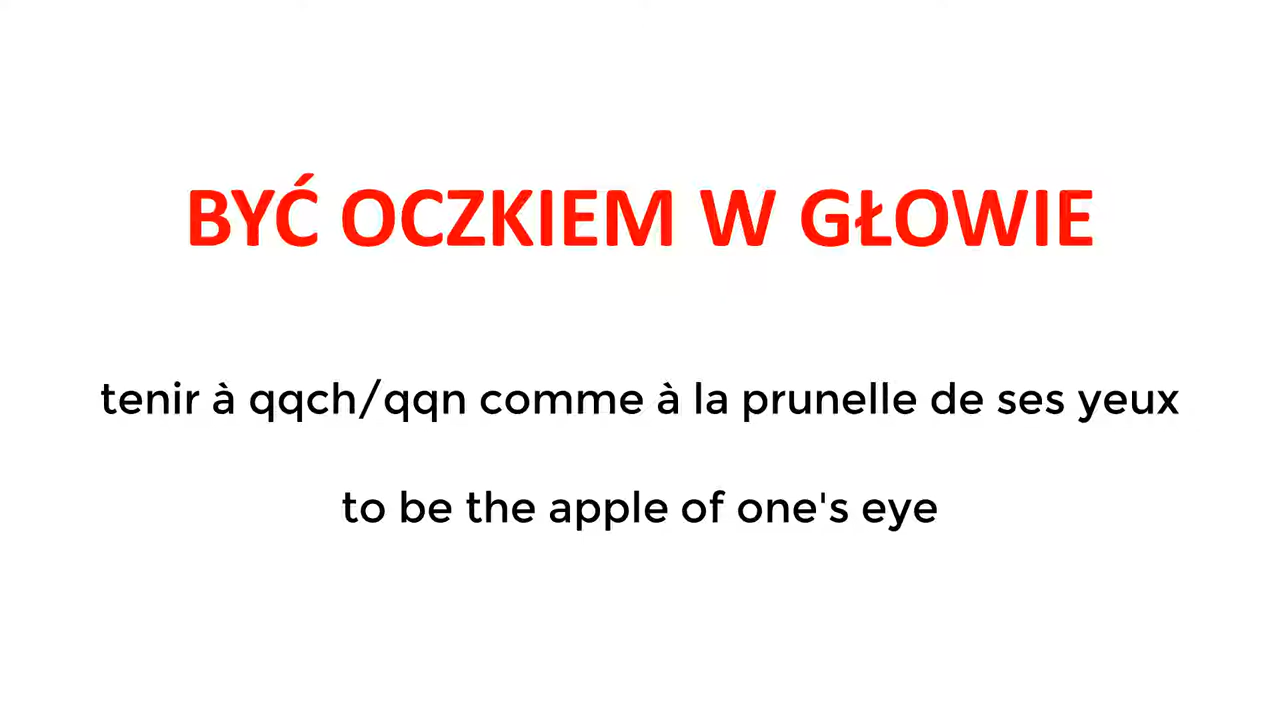 BYĆ OCZKIEM W GŁOWIE
tenir à qqch/qqn comme à la prunelle de ses yeux
to be the apple of one's eye